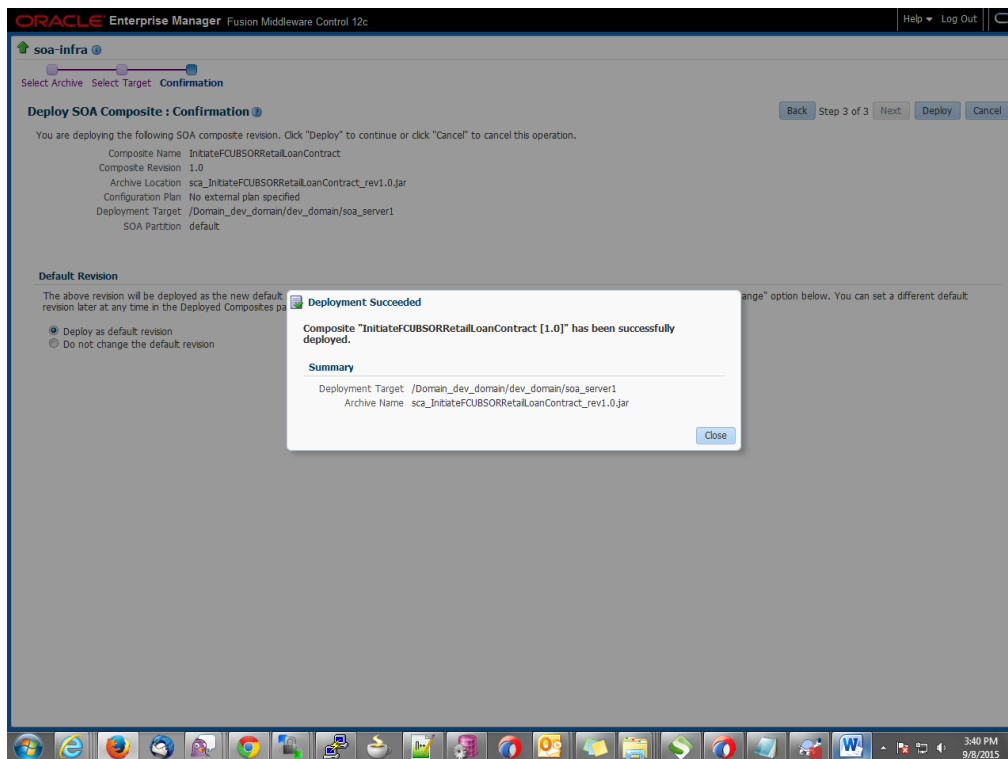 ORACLE Enterprise Manager Fusion Middleware Control 12c
Help Log Out
soa-infra
Select Archive Select Target Confirmation
Deploy SOA Composite : Confirmation
Back Step 3 of 3 Next Deploy Cancel
You are deploying the following SOA composite revision. Click "Deploy" to continue or click "Cancel" to cancel this operation.
Composite Name InitiateFCUBSORRetailLoanContract
Composite Revision 1.0
Archive Location sca_InitiateFCUBSORRetailLoanContract_rev1.0.jar
Configuration Plan No external plan specified
Deployment Target /Domain_dev_domain/dev_domain/soa_server1
SOA Partition default
Default Revision
The above revision will be deployed as the new default ange" option below. You can set a different default
revision later at any time in the Deployed Composites pa
Deploy as default revision
Do not change the default revision
Deployment Succeeded
Composite "InitiateFCUBSORRetailLoanContract [1.0]" has been successfully
deployed.
Summary
Deployment Target /Domain_dev_domain/dev_domain/soa_server1
Archive Name sca_InitiateFCUBSORRetailLoanContract_rev1.0.jar
Close
3:40 PM
9/8/2015